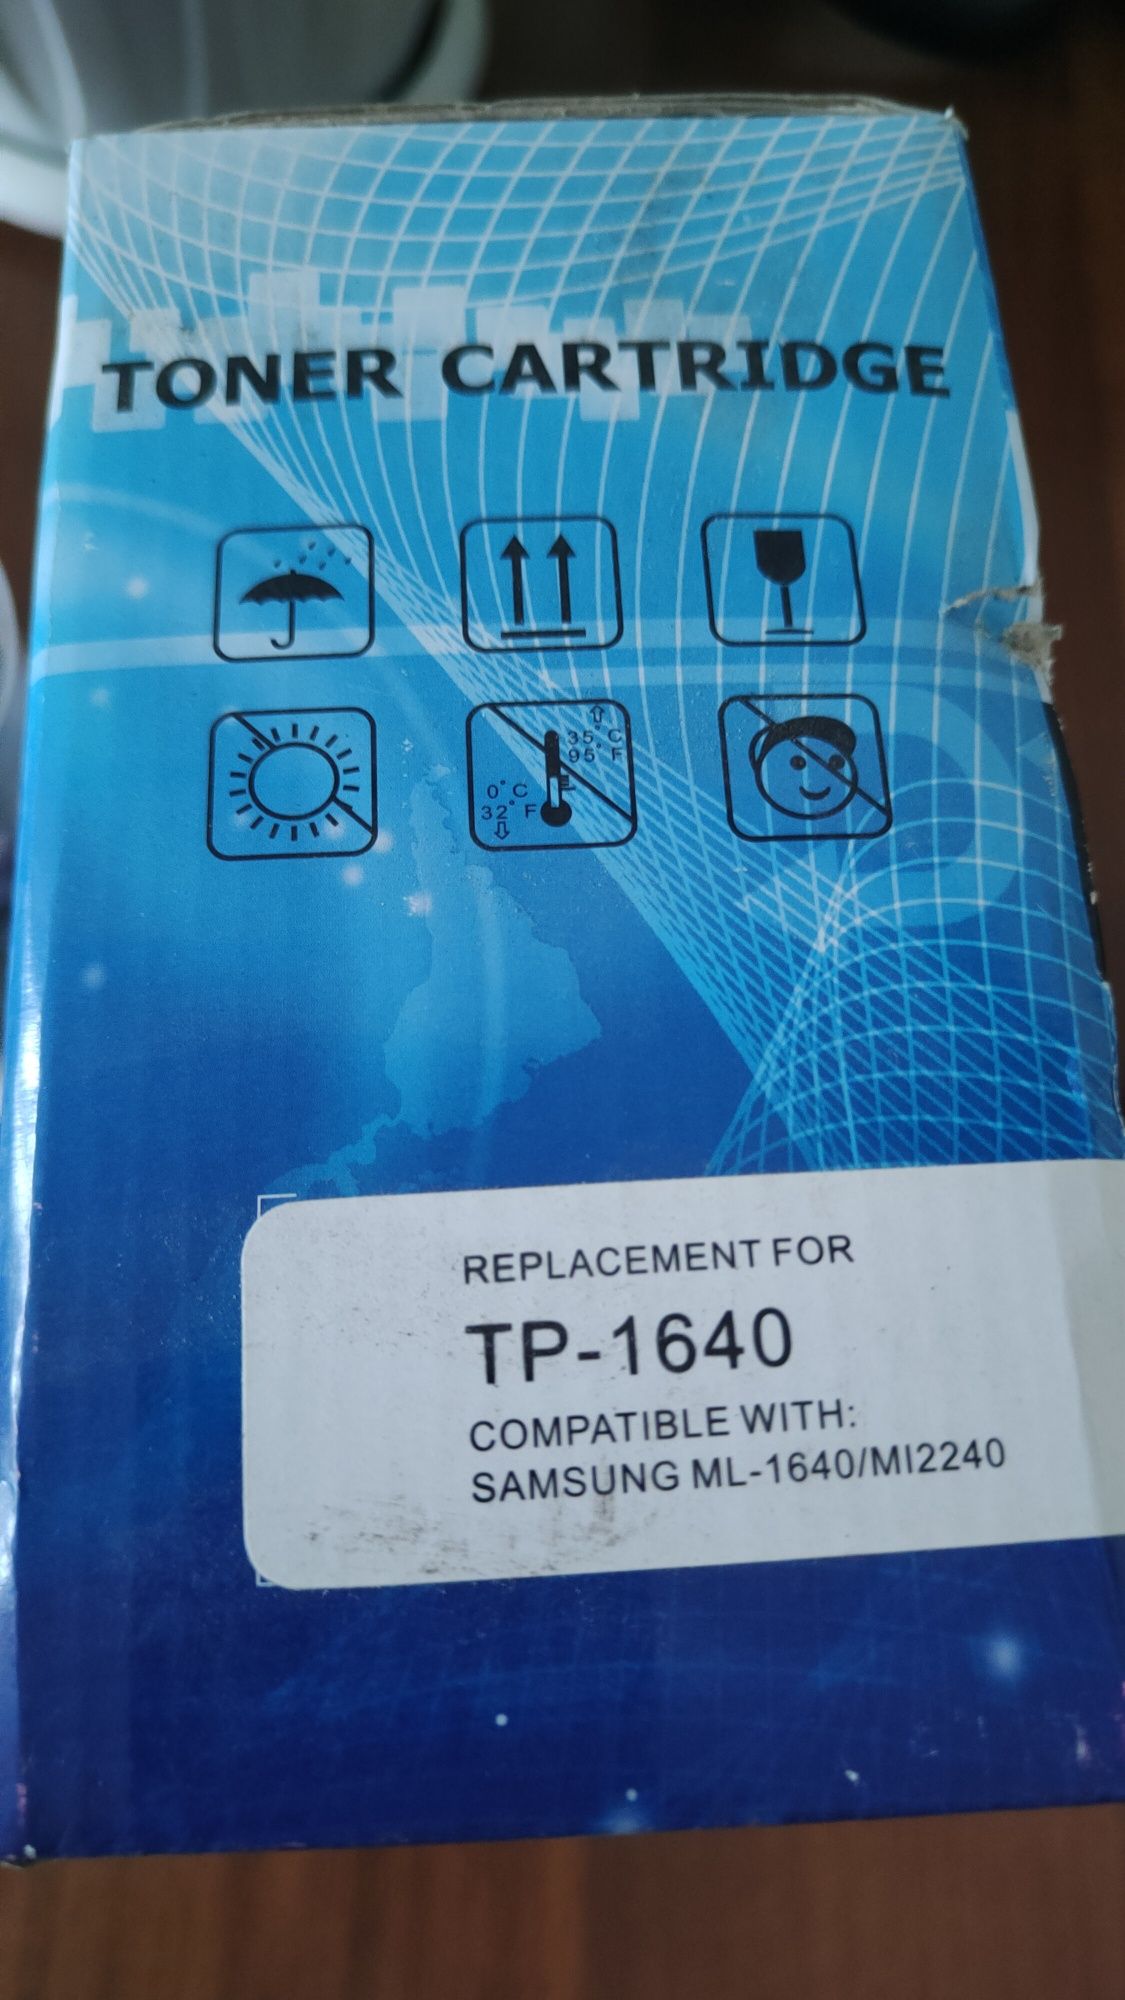 TONER CARTRIDGE
35°C
95°F
0°C
32°F
REPLACEMENT FOR
TP-1640
COMPATIBLE WITH:
SAMSUNG ML-1640/MI2240